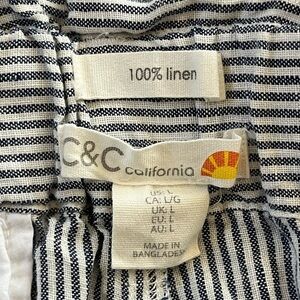 100% linen
C&C california
US: L
CA: L/G
UK: L
EU: L
AU: L
MADE IN
BANGLADESH